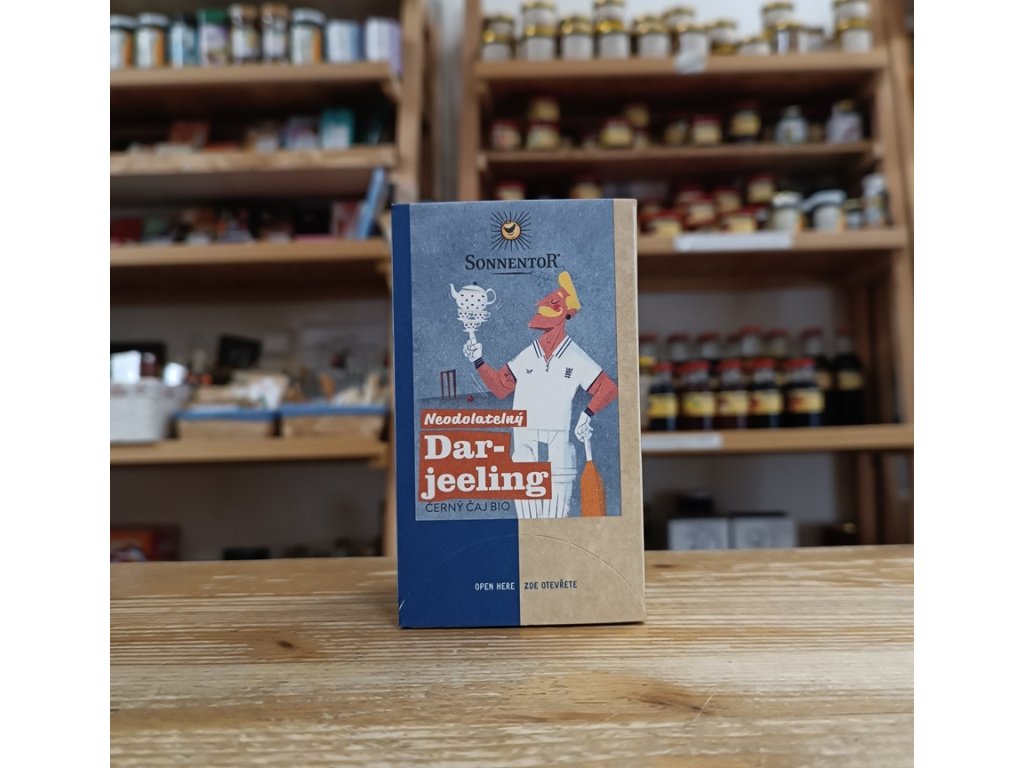 SONNENTOR®
Neodolatelný
Dar-
jeeling
ČERNÝ ČAJ BIO
OPEN HERE ZDE OTEVŘETE